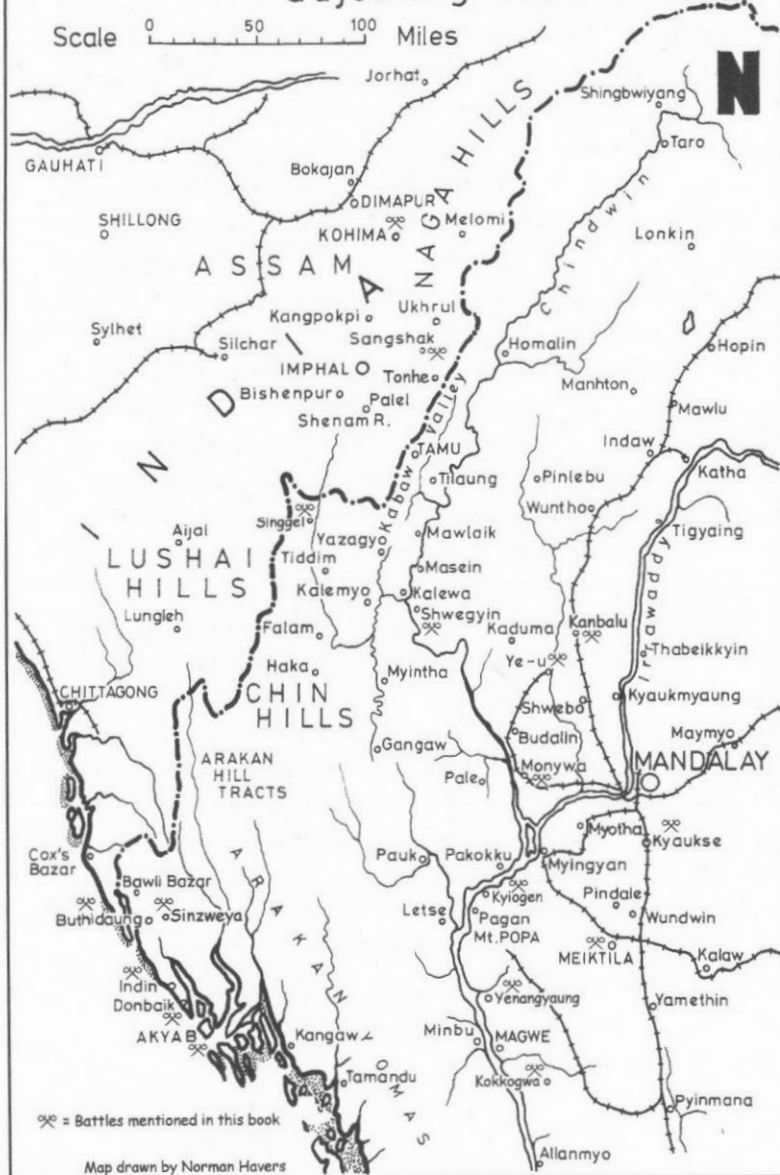 Scale 0 50 100 Miles
N
Jorhat
Shingbwiyang
Taro
GAUHATI
Bokajan
DIMAPUR
NAGA HILLS
SHILLONG
KOHIMA
Melomi
Chindwin
Lonkin
ASSAM
INDIA
Kangpokpi
Ukhrul
Sylhet
Silchar
Sangshak
Homalin
Hopin
IMPHAL
Tonhe
Manhton
Bishenpur
Palel
Mawlu
Shenam R.
Kabaw Valley
TAMU
Indaw
Katha
Tilaung
Pinlebu
Wunthoo
Singgel
Tigyaing
Aijal
Yazagyo
Mawlaik
LUSHAI
HILLS
Tiddim
Masein
Irrawaddy
Kalemyo
Kalewa
Lungleh
Shwegyin
Falam
Kaduma
Kanbalu
Thabeikkyin
Haka
Ye-u
CHITTAGONG
CHIN
HILLS
Myintha
Shwebo
Kyaukmyaung
Budalin
Maymyo
Gangaw
Monywa
MANDALAY
ARAKAN
HILL
TRACTS
Pale
Myotha
Kyaukse
Cox's
Bazar
Pauk
Pakokku
Myingyan
Bawli Bazar
Kyiogen
Pindale
Buthidaung
Sinzweya
Letse
Pagan
Wundwin
Mt. POPA
MEIKTILA
Kalaw
ARAKAN YOMAS
Indin
Donbaik
Yenangyaung
Yamethin
AKYAB
Kangaw
Minbu
MAGWE
Tamandu
Kokkogwa
Pyinmana
= Battles mentioned in this book
Allanmyo
Map drawn by Norman Havers